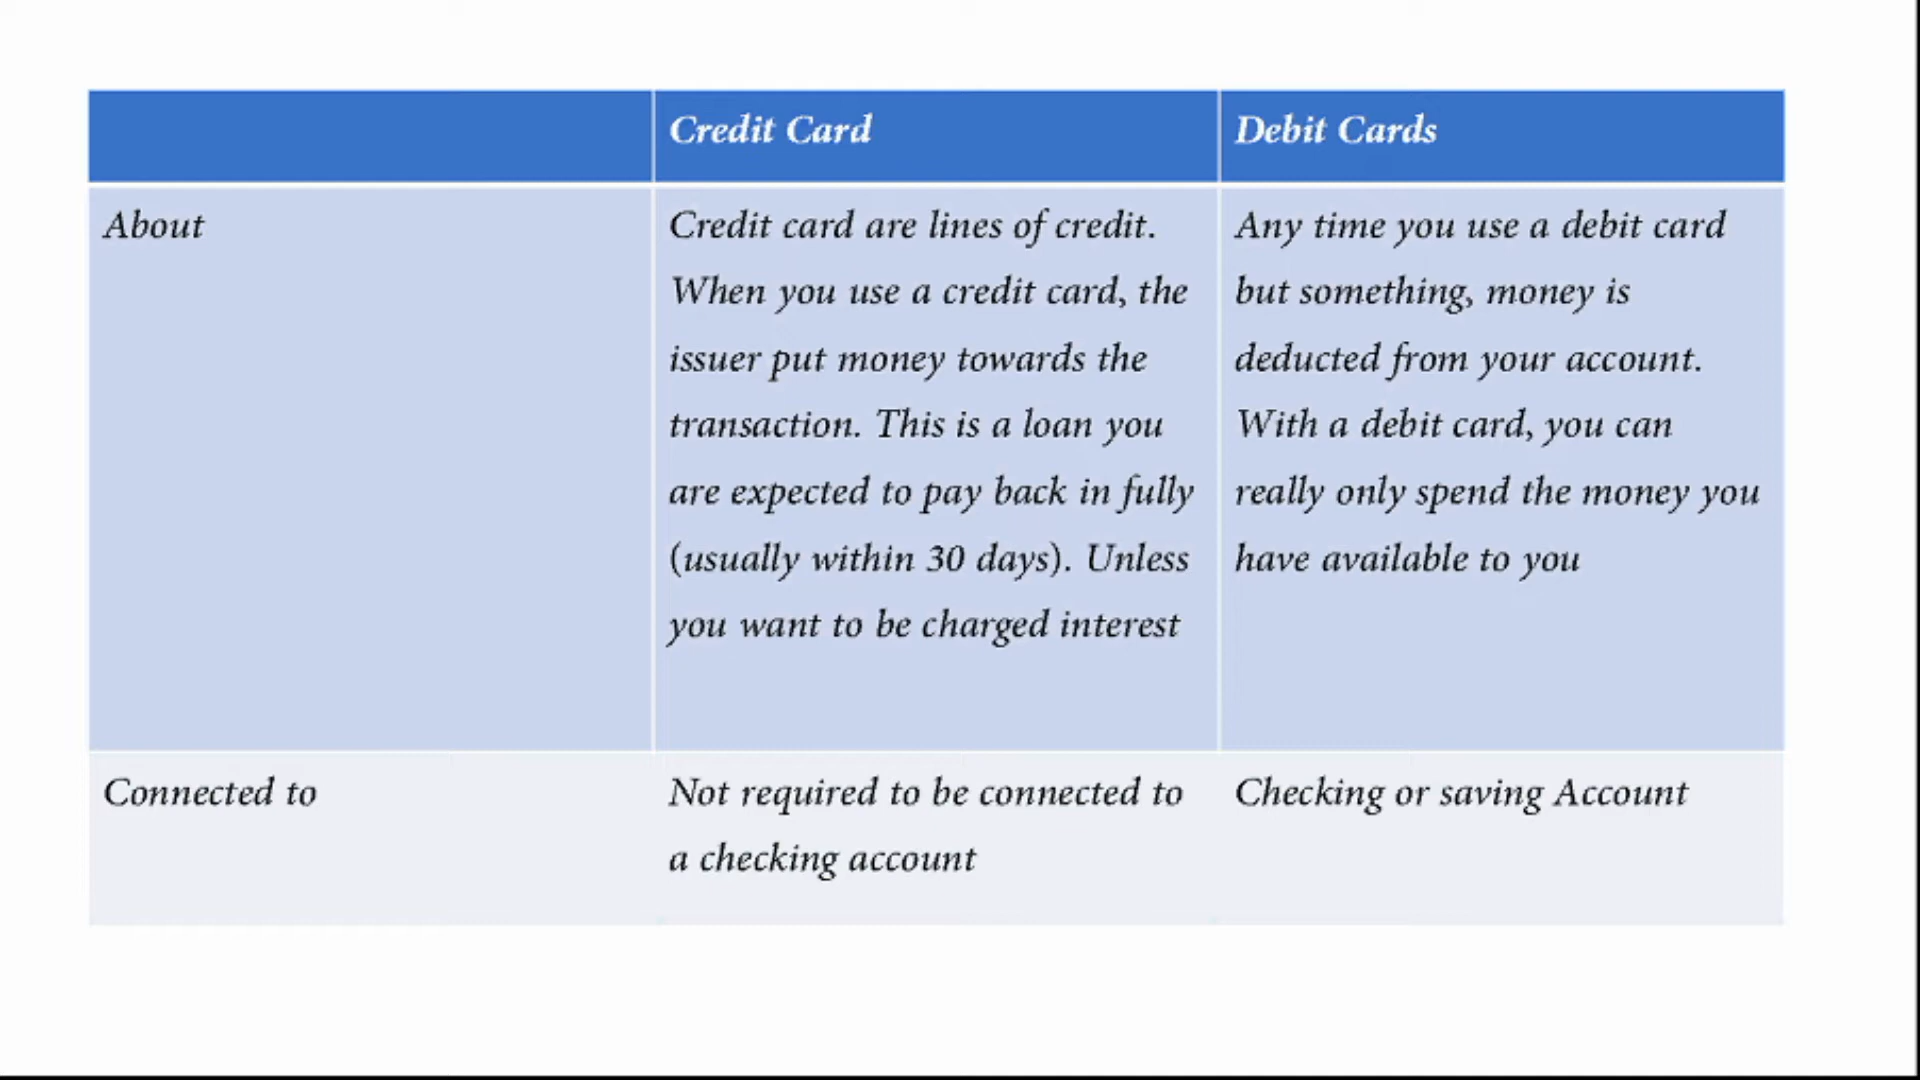 Credit Card
Debit Cards
About
Credit card are lines of credit.
When you use a credit card, the
issuer put money towards the
transaction. This is a loan you
are expected to pay back in fully
(usually within 30 days). Unless
you want to be charged interest
Any time you use a debit card
but something, money is
deducted from your account.
With a debit card, you can
really only spend the money you
have available to you
Connected to
Not required to be connected to
a checking account
Checking or saving Account